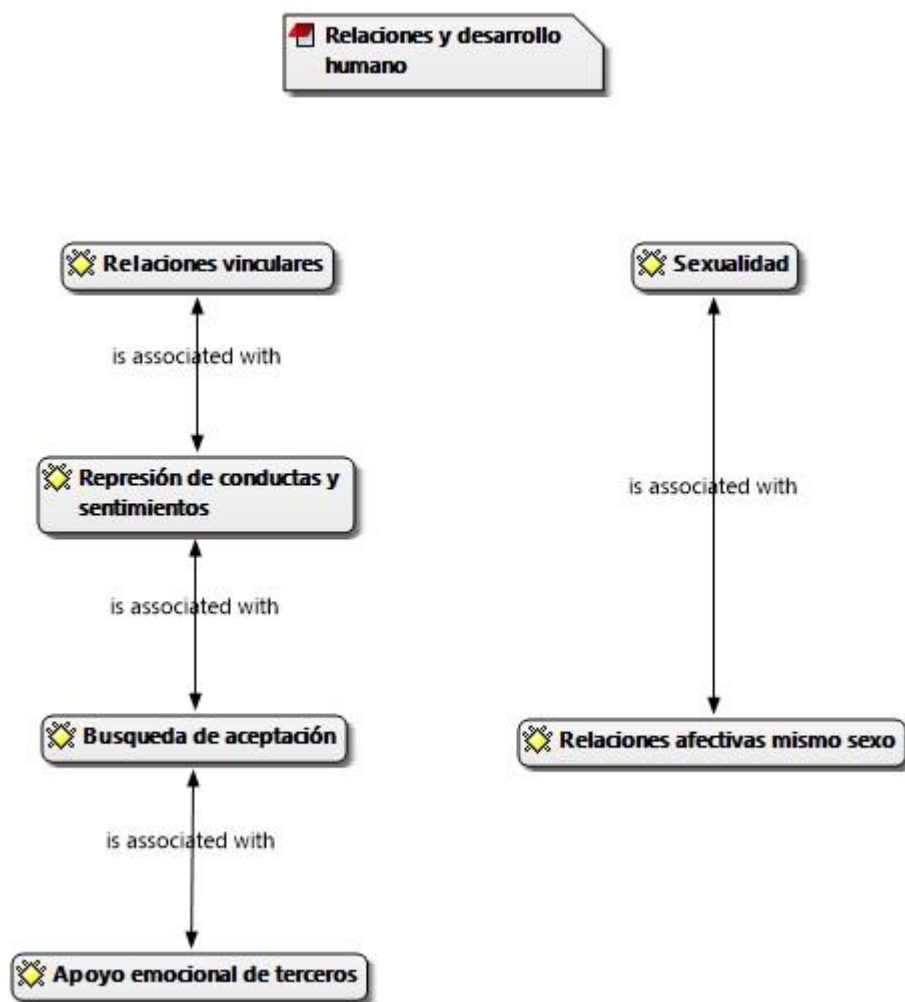 Relaciones y desarrollo
humano
Relaciones vinculares
Sexualidad
is associated with
Represión de conductas y
sentimientos
is associated with
is associated with
Busqueda de aceptación
Relaciones afectivas mismo sexo
is associated with
Apoyo emocional de terceros